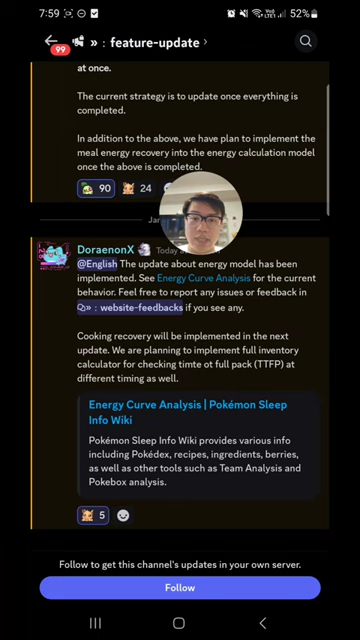 7:59
52%
99
» : feature-update
at once.
The current strategy is to update once everything is
completed.
In addition to the above, we have plan to implement the
meal energy recovery into the energy calculation model
once the above is completed.
90
24
DoraenonX
@English The update about energy model has been
implemented. See Energy Curve Analysis for the current
behavior. Feel free to report any issues or feedback in
» : website-feedbacks if you see any.
Cooking recovery will be implemented in the next
update. We are planning to implement full inventory
calculator for checking timte ot full pack (TTFP) at
different timing as well.
Energy Curve Analysis | Pokémon Sleep
Info Wiki
Pokémon Sleep Info Wiki provides various info
including Pokédex, recipes, ingredients, berries,
as well as other tools such as Team Analysis and
Pokebox analysis.
5
Follow to get this channel's updates in your own server.
Follow